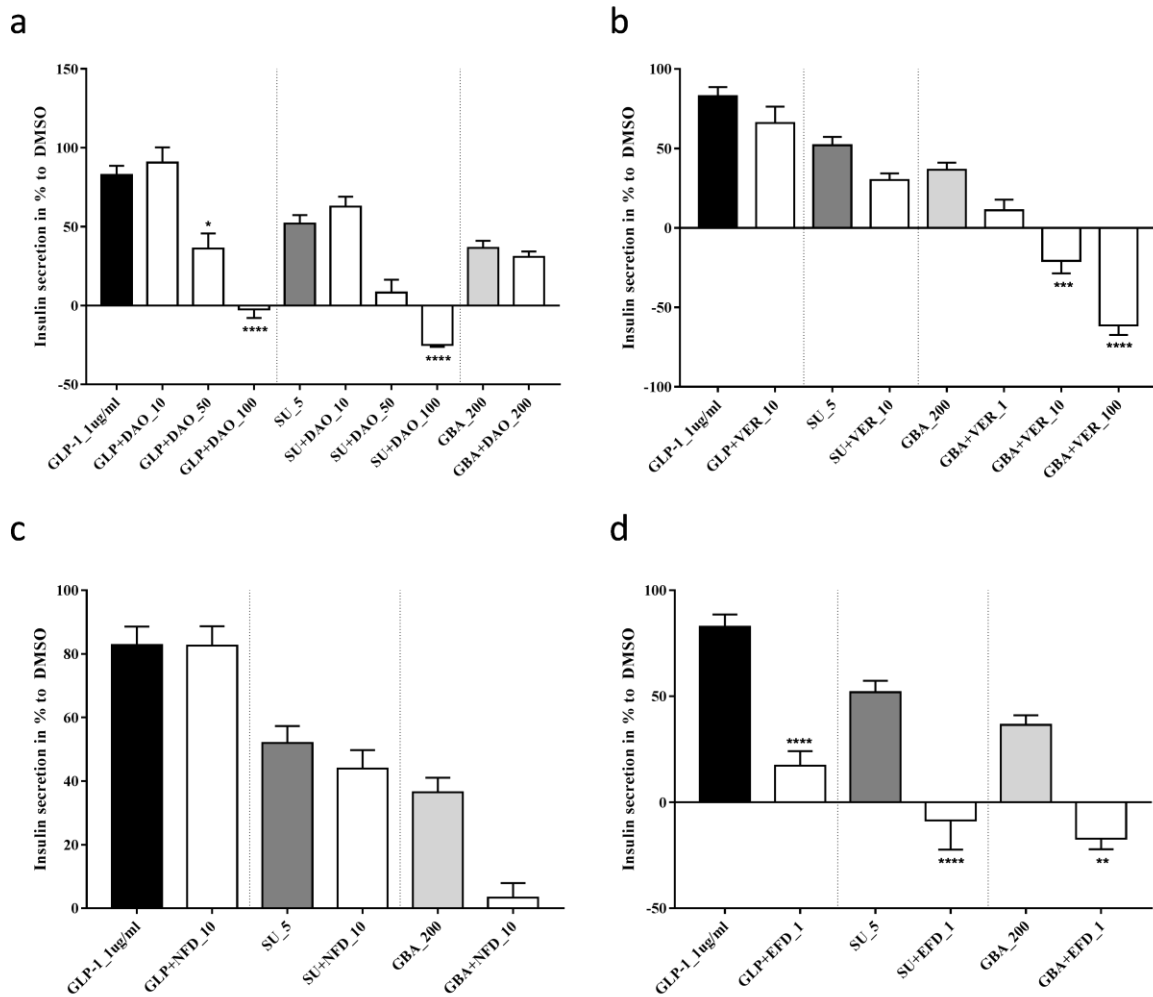 a
Insulin secretion in % to DMSO
150
100
50
0
-50
*
****
****
GLP-1_1ug/ml
GLP+DAO_10
GLP+DAO_50
GLP+DAO_100
SU_5
SU+DAO_10
SU+DAO_50
SU+DAO_100
GBA_200
GBA+DAO_200
b
Insulin secretion in % to DMSO
100
50
0
-50
-100
***
****
GLP-1_1ug/ml
GLP+VER_10
SU_5
SU+VER_10
GBA_200
GBA+VER_1
GBA+VER_10
GBA+VER_100
c
Insulin secretion in % to DMSO
100
80
60
40
20
0
GLP-1_1ug/ml
GLP+NFD_10
SU_5
SU+NFD_10
GBA_200
GBA+NFD_10
d
Insulin secretion in % to DMSO
100
50
0
-50
****
****
**
GLP-1_1ug/ml
GLP+EFD_1
SU_5
SU+EFD_1
GBA_200
GBA+EFD_1